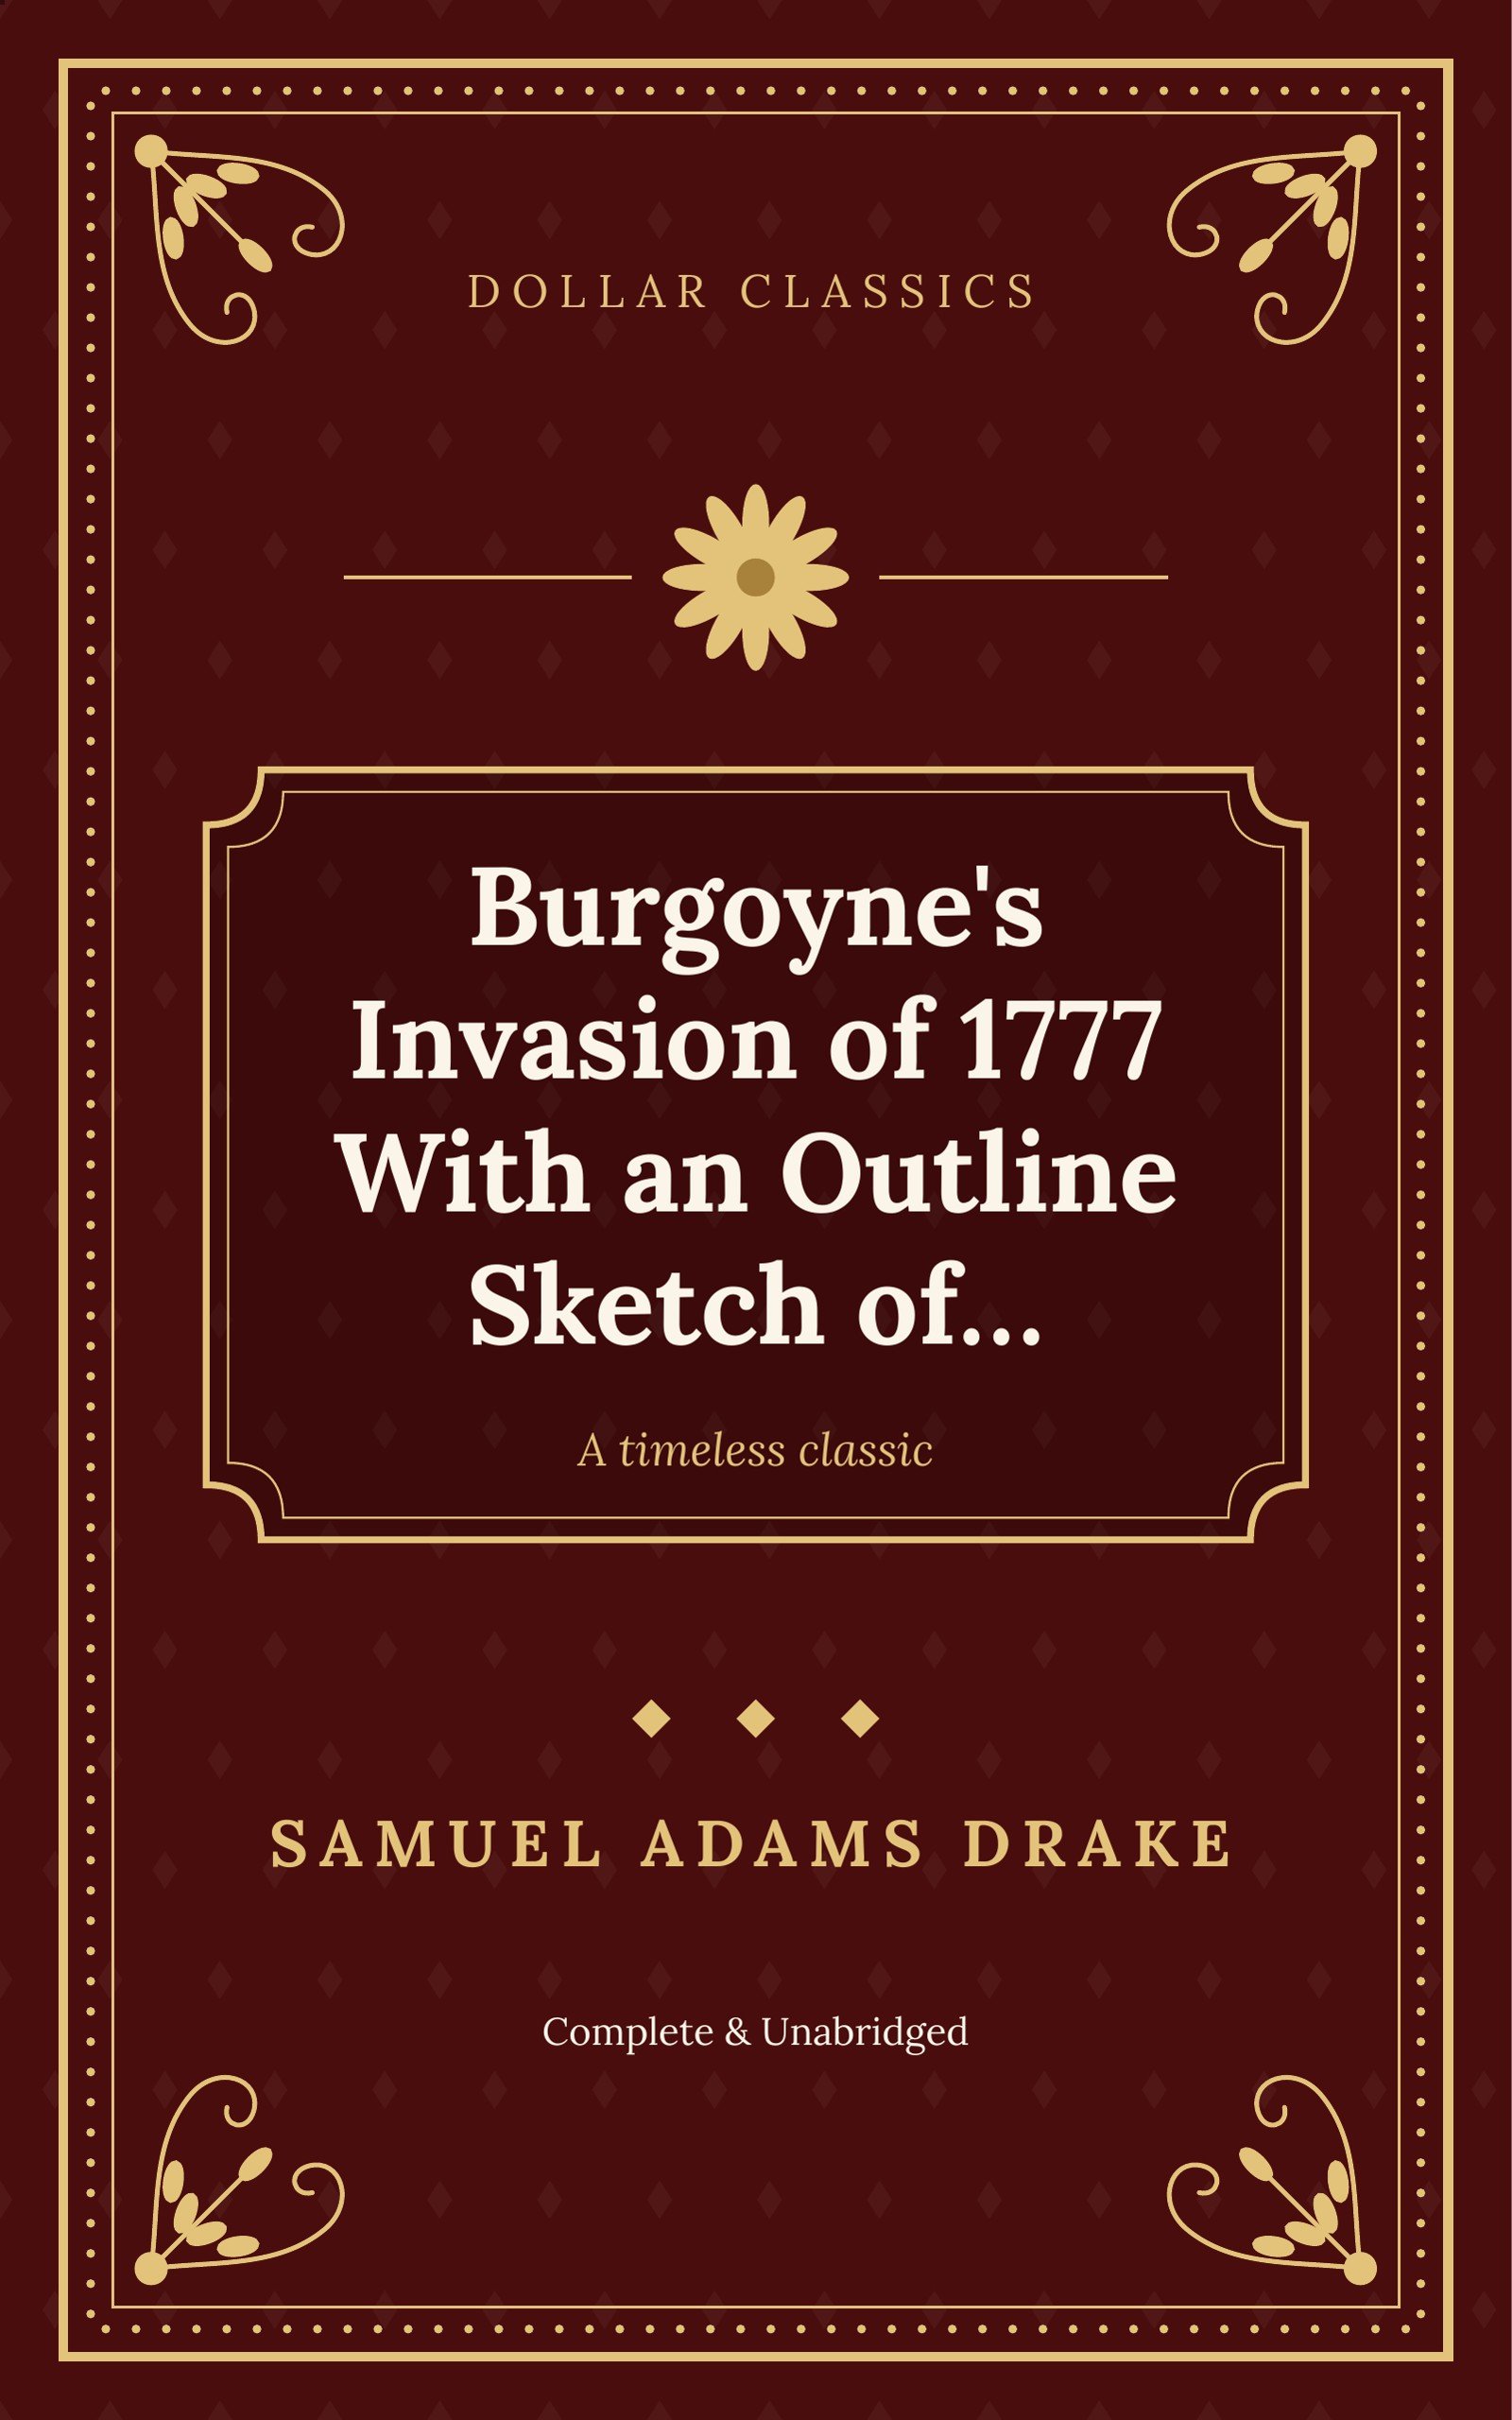 DOLLAR CLASSICS
Burgoyne's
Invasion of 1777
With an Outline
Sketch of...
A timeless classic
SAMUEL ADAMS DRAKE
Complete & Unabridged